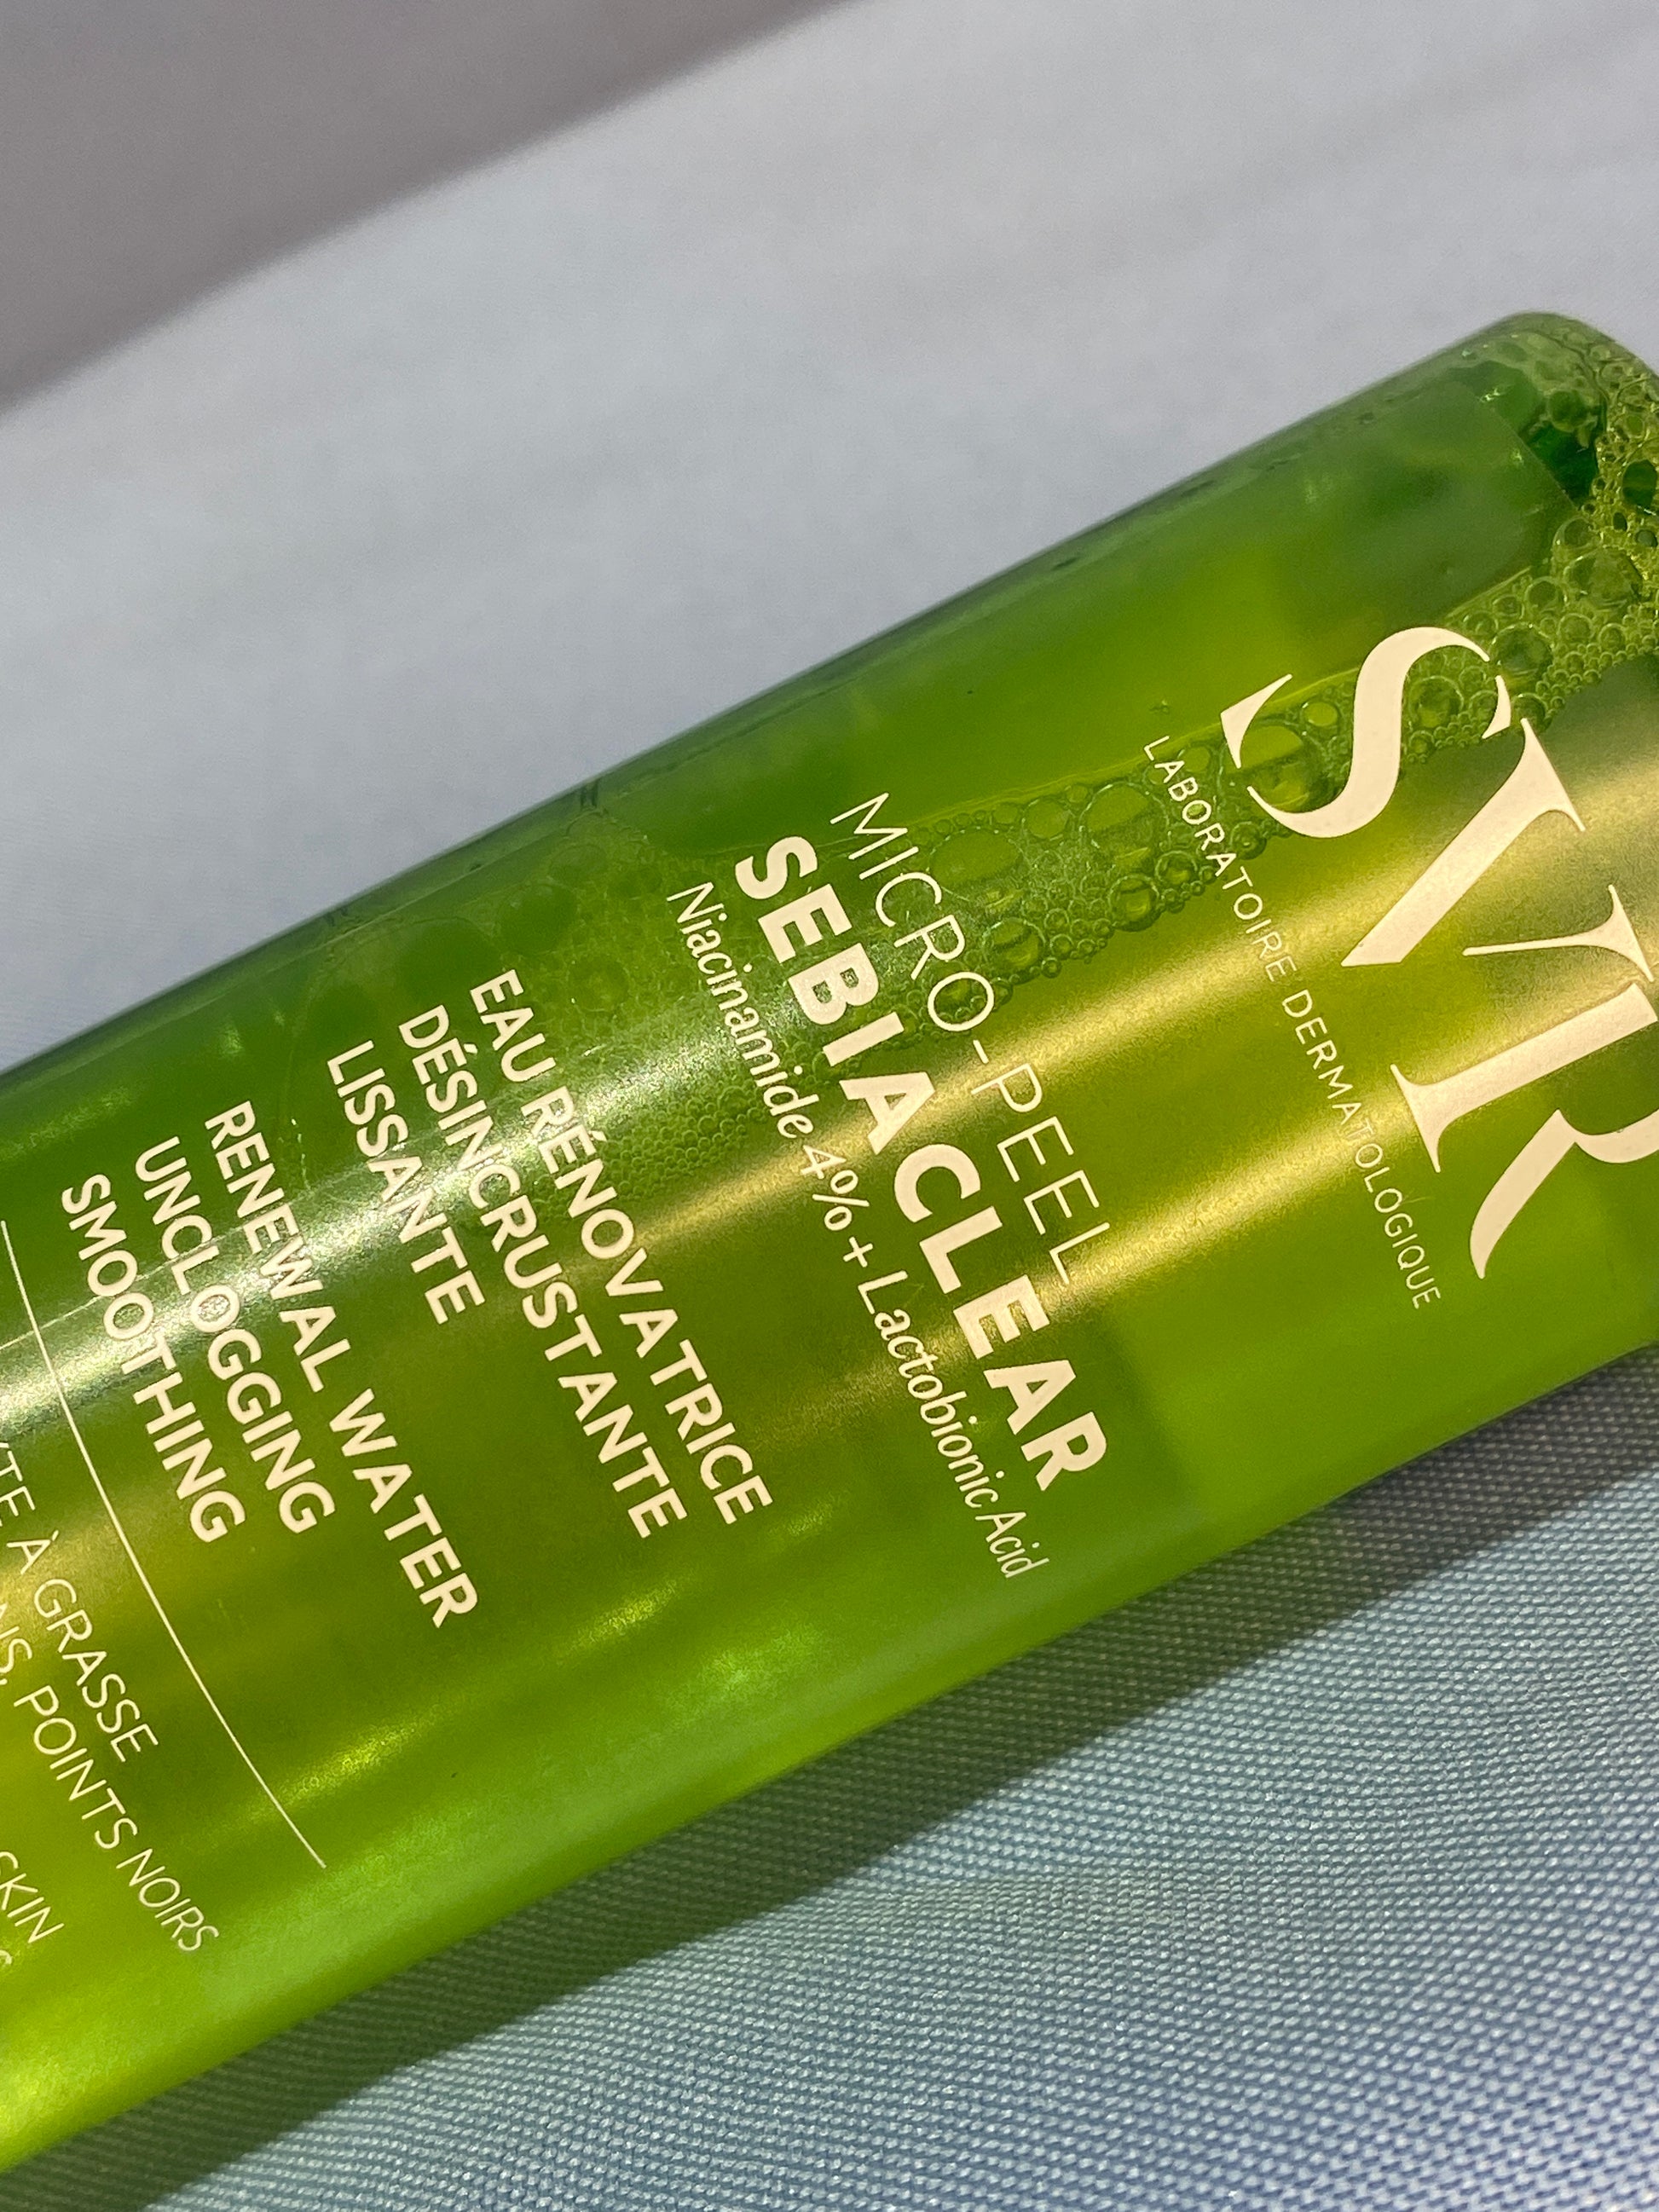 SVR
LABORATOIRE DERMATOLOGIQUE
MICRO-PEEL
SEBIACLEAR
Niacinamide 4% + Lactobionic Acid
EAU RÉNOVATRICE
DÉSINCRUSTANTE
LISSANTE
RENEWAL WATER
UNCLOGGING
SMOOTHING
À GRASSE
POINTS NOIRS
SKIN